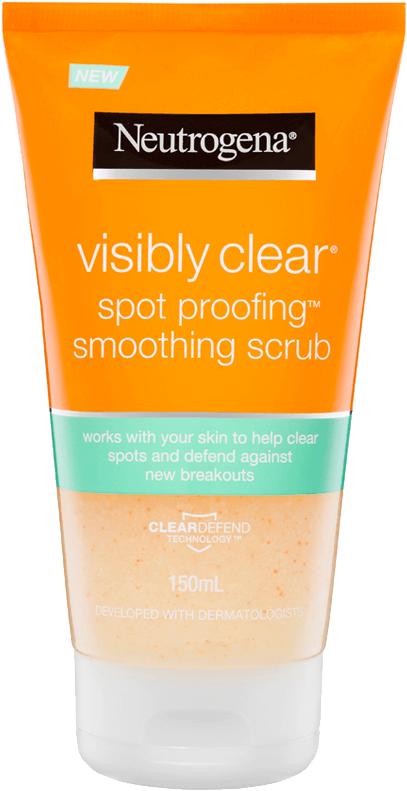 NEW
Neutrogena®
visibly clear®
spot proofing™
smoothing scrub
works with your skin to help clear
spots and defend against
new breakouts
CLEARDEFEND
TECHNOLOGY™
150mL
DEVELOPED WITH DERMATOLOGISTS